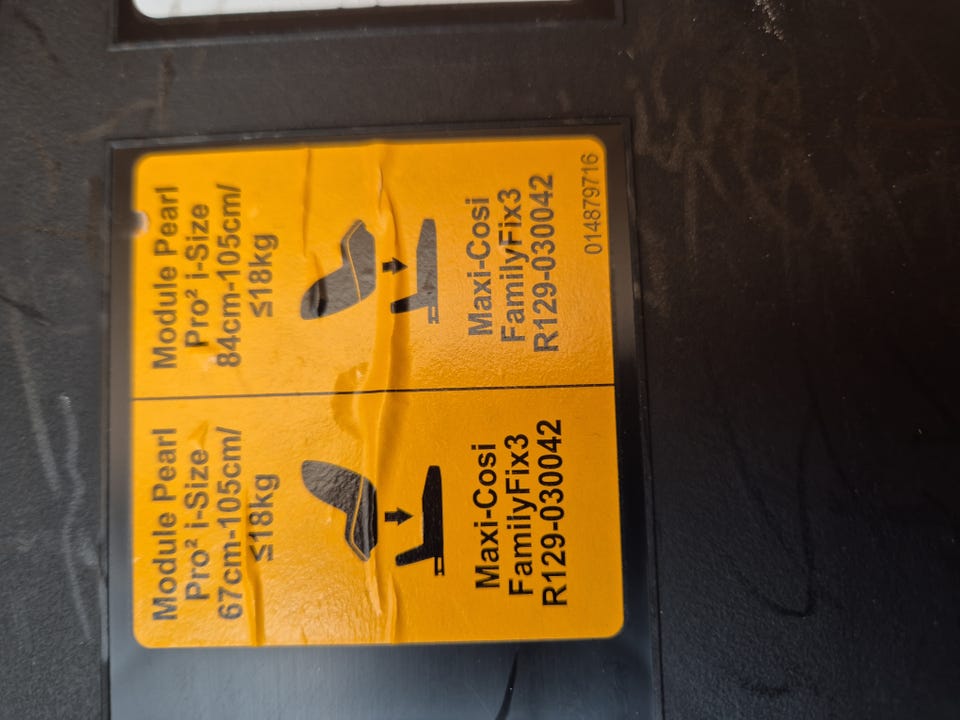 Module Pearl
Pro² i-Size
67cm-105cm/
≤18kg
Maxi-Cosi
FamilyFix3
R129-030042
Module Pearl
Pro² i-Size
84cm-105cm/
≤18kg
Maxi-Cosi
FamilyFix3
R129-030042
014879716